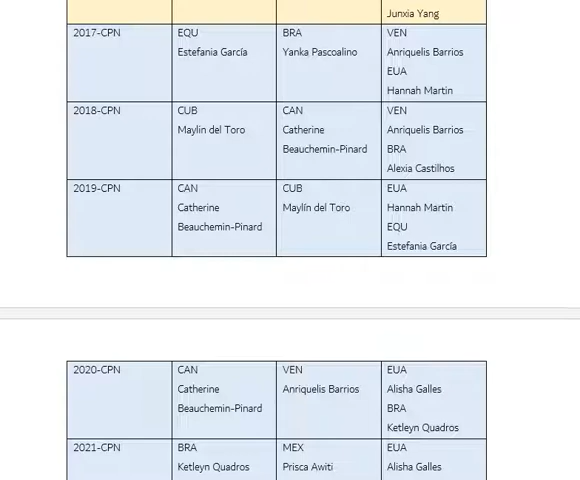 Junxia Yang
2017-CPN
EQU
Estefania García
BRA
Yanka Pascoalino
VEN
Anriquelis Barrios
EUA
Hannah Martin
2018-CPN
CUB
Maylin del Toro
CAN
Catherine
Beauchemin-Pinard
VEN
Anriquelis Barrios
BRA
Alexia Castilhos
2019-CPN
CAN
Catherine
Beauchemin-Pinard
CUB
Maylín del Toro
EUA
Hannah Martin
EQU
Estefania García
2020-CPN
CAN
Catherine
Beauchemin-Pinard
VEN
Anriquelis Barrios
EUA
Alisha Galles
BRA
Ketleyn Quadros
2021-CPN
BRA
Ketleyn Quadros
MEX
Prisca Awiti
EUA
Alisha Galles